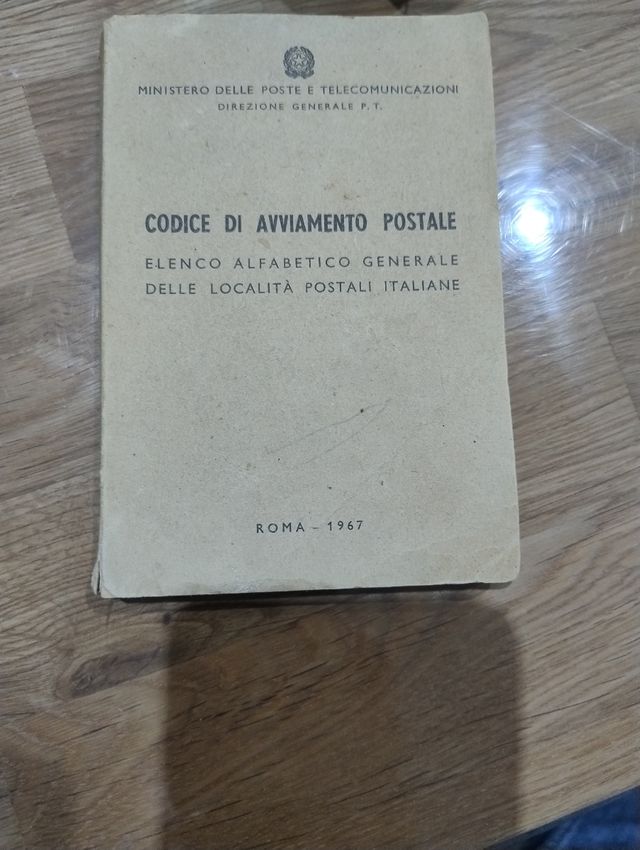 MINISTERO DELLE POSTE E TELECOMUNICAZIONI
DIREZIONE GENERALE P. T.
CODICE DI AVVIAMENTO POSTALE
ELENCO ALFABETICO GENERALE
DELLE LOCALITÀ POSTALI ITALIANE
ROMA - 1967